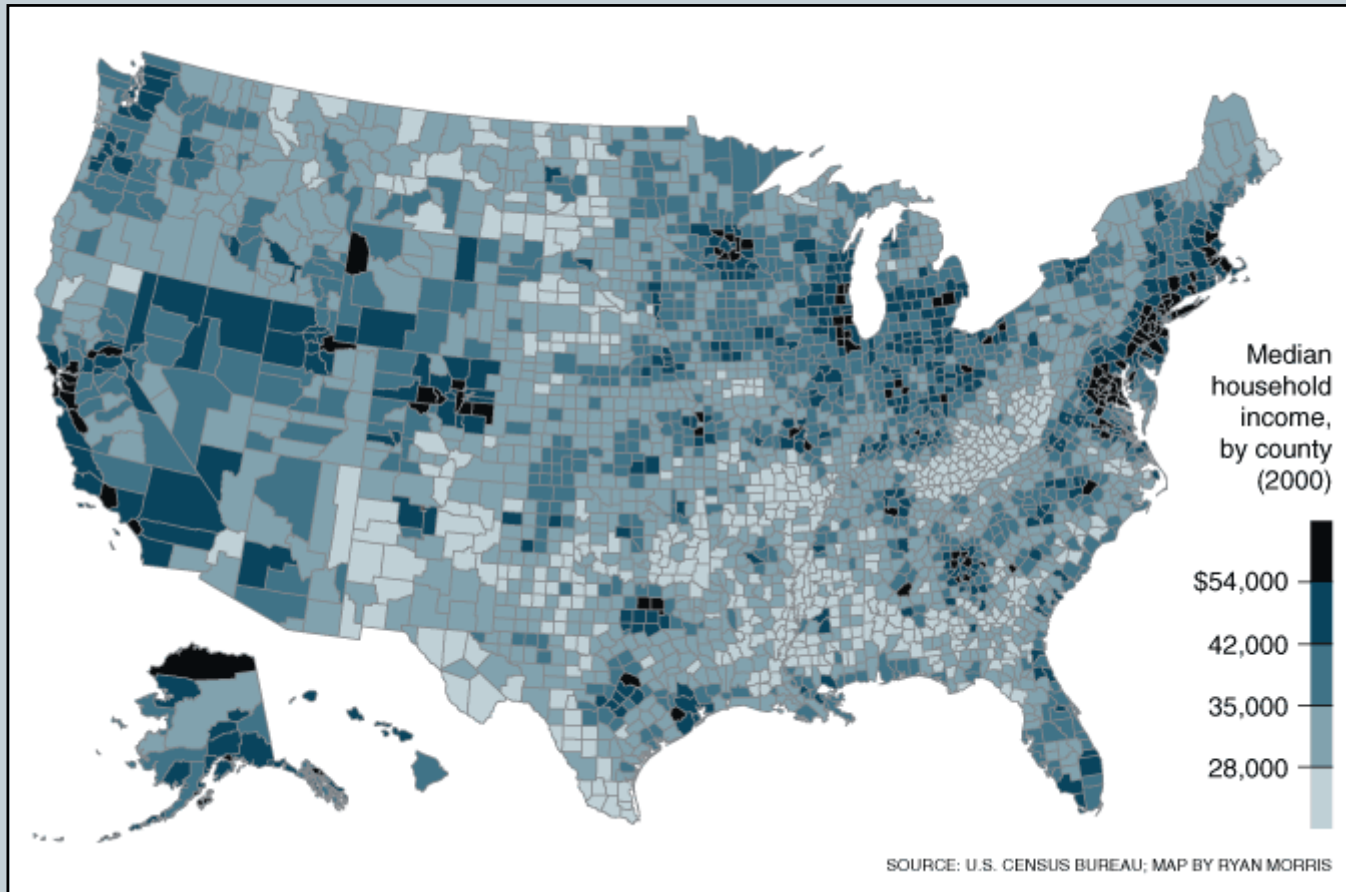 Median
household
income,
by county
(2000)
$54,000
42,000
35,000
28,000
SOURCE: U.S. CENSUS BUREAU; MAP BY RYAN MORRIS